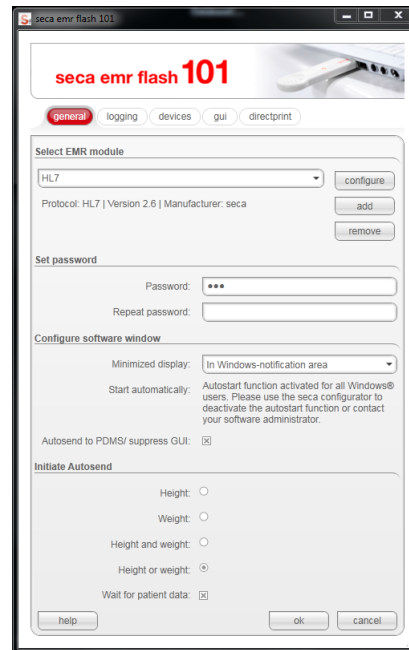 seca emr flash 101
seca emr flash 101
general logging devices gui directprint
Select EMR module
HL7
configure
Protocol: HL7 | Version 2.6 | Manufacturer: seca
add
remove
Set password
Password: •••
Repeat password:
Configure software window
Minimized display: In Windows-notification area
Start automatically: Autostart function activated for all Windows®
users. Please use the seca configurator to
deactivate the autostart function or contact
your software administrator.
Autosend to PDMS/ suppress GUI:
Initiate Autosend
Height:
Weight:
Height and weight:
Height or weight:
Wait for patient data:
help ok cancel